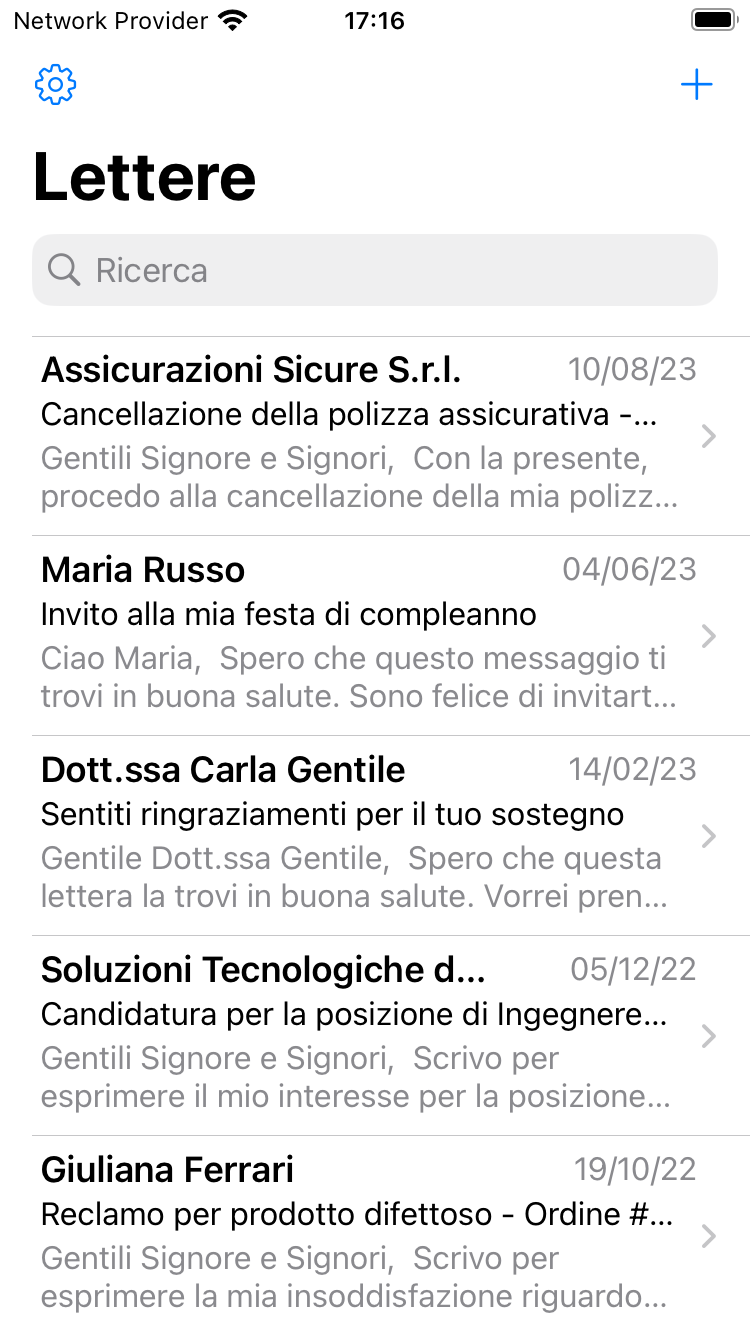 Network Provider 17:16
Lettere
Ricerca
Assicurazioni Sicure S.r.l. 10/08/23
Cancellazione della polizza assicurativa -...
Gentili Signore e Signori,  Con la presente,
procedo alla cancellazione della mia polizz...
Maria Russo 04/06/23
Invito alla mia festa di compleanno
Ciao Maria,  Spero che questo messaggio ti
trovi in buona salute. Sono felice di invitart...
Dott.ssa Carla Gentile 14/02/23
Sentiti ringraziamenti per il tuo sostegno
Gentile Dott.ssa Gentile,  Spero che questa
lettera la trovi in buona salute. Vorrei pren...
Soluzioni Tecnologiche d... 05/12/22
Candidatura per la posizione di Ingegnere...
Gentili Signore e Signori,  Scrivo per
esprimere il mio interesse per la posizione...
Giuliana Ferrari 19/10/22
Reclamo per prodotto difettoso - Ordine #...
Gentili Signore e Signori,  Scrivo per
esprimere la mia insoddisfazione riguardo...